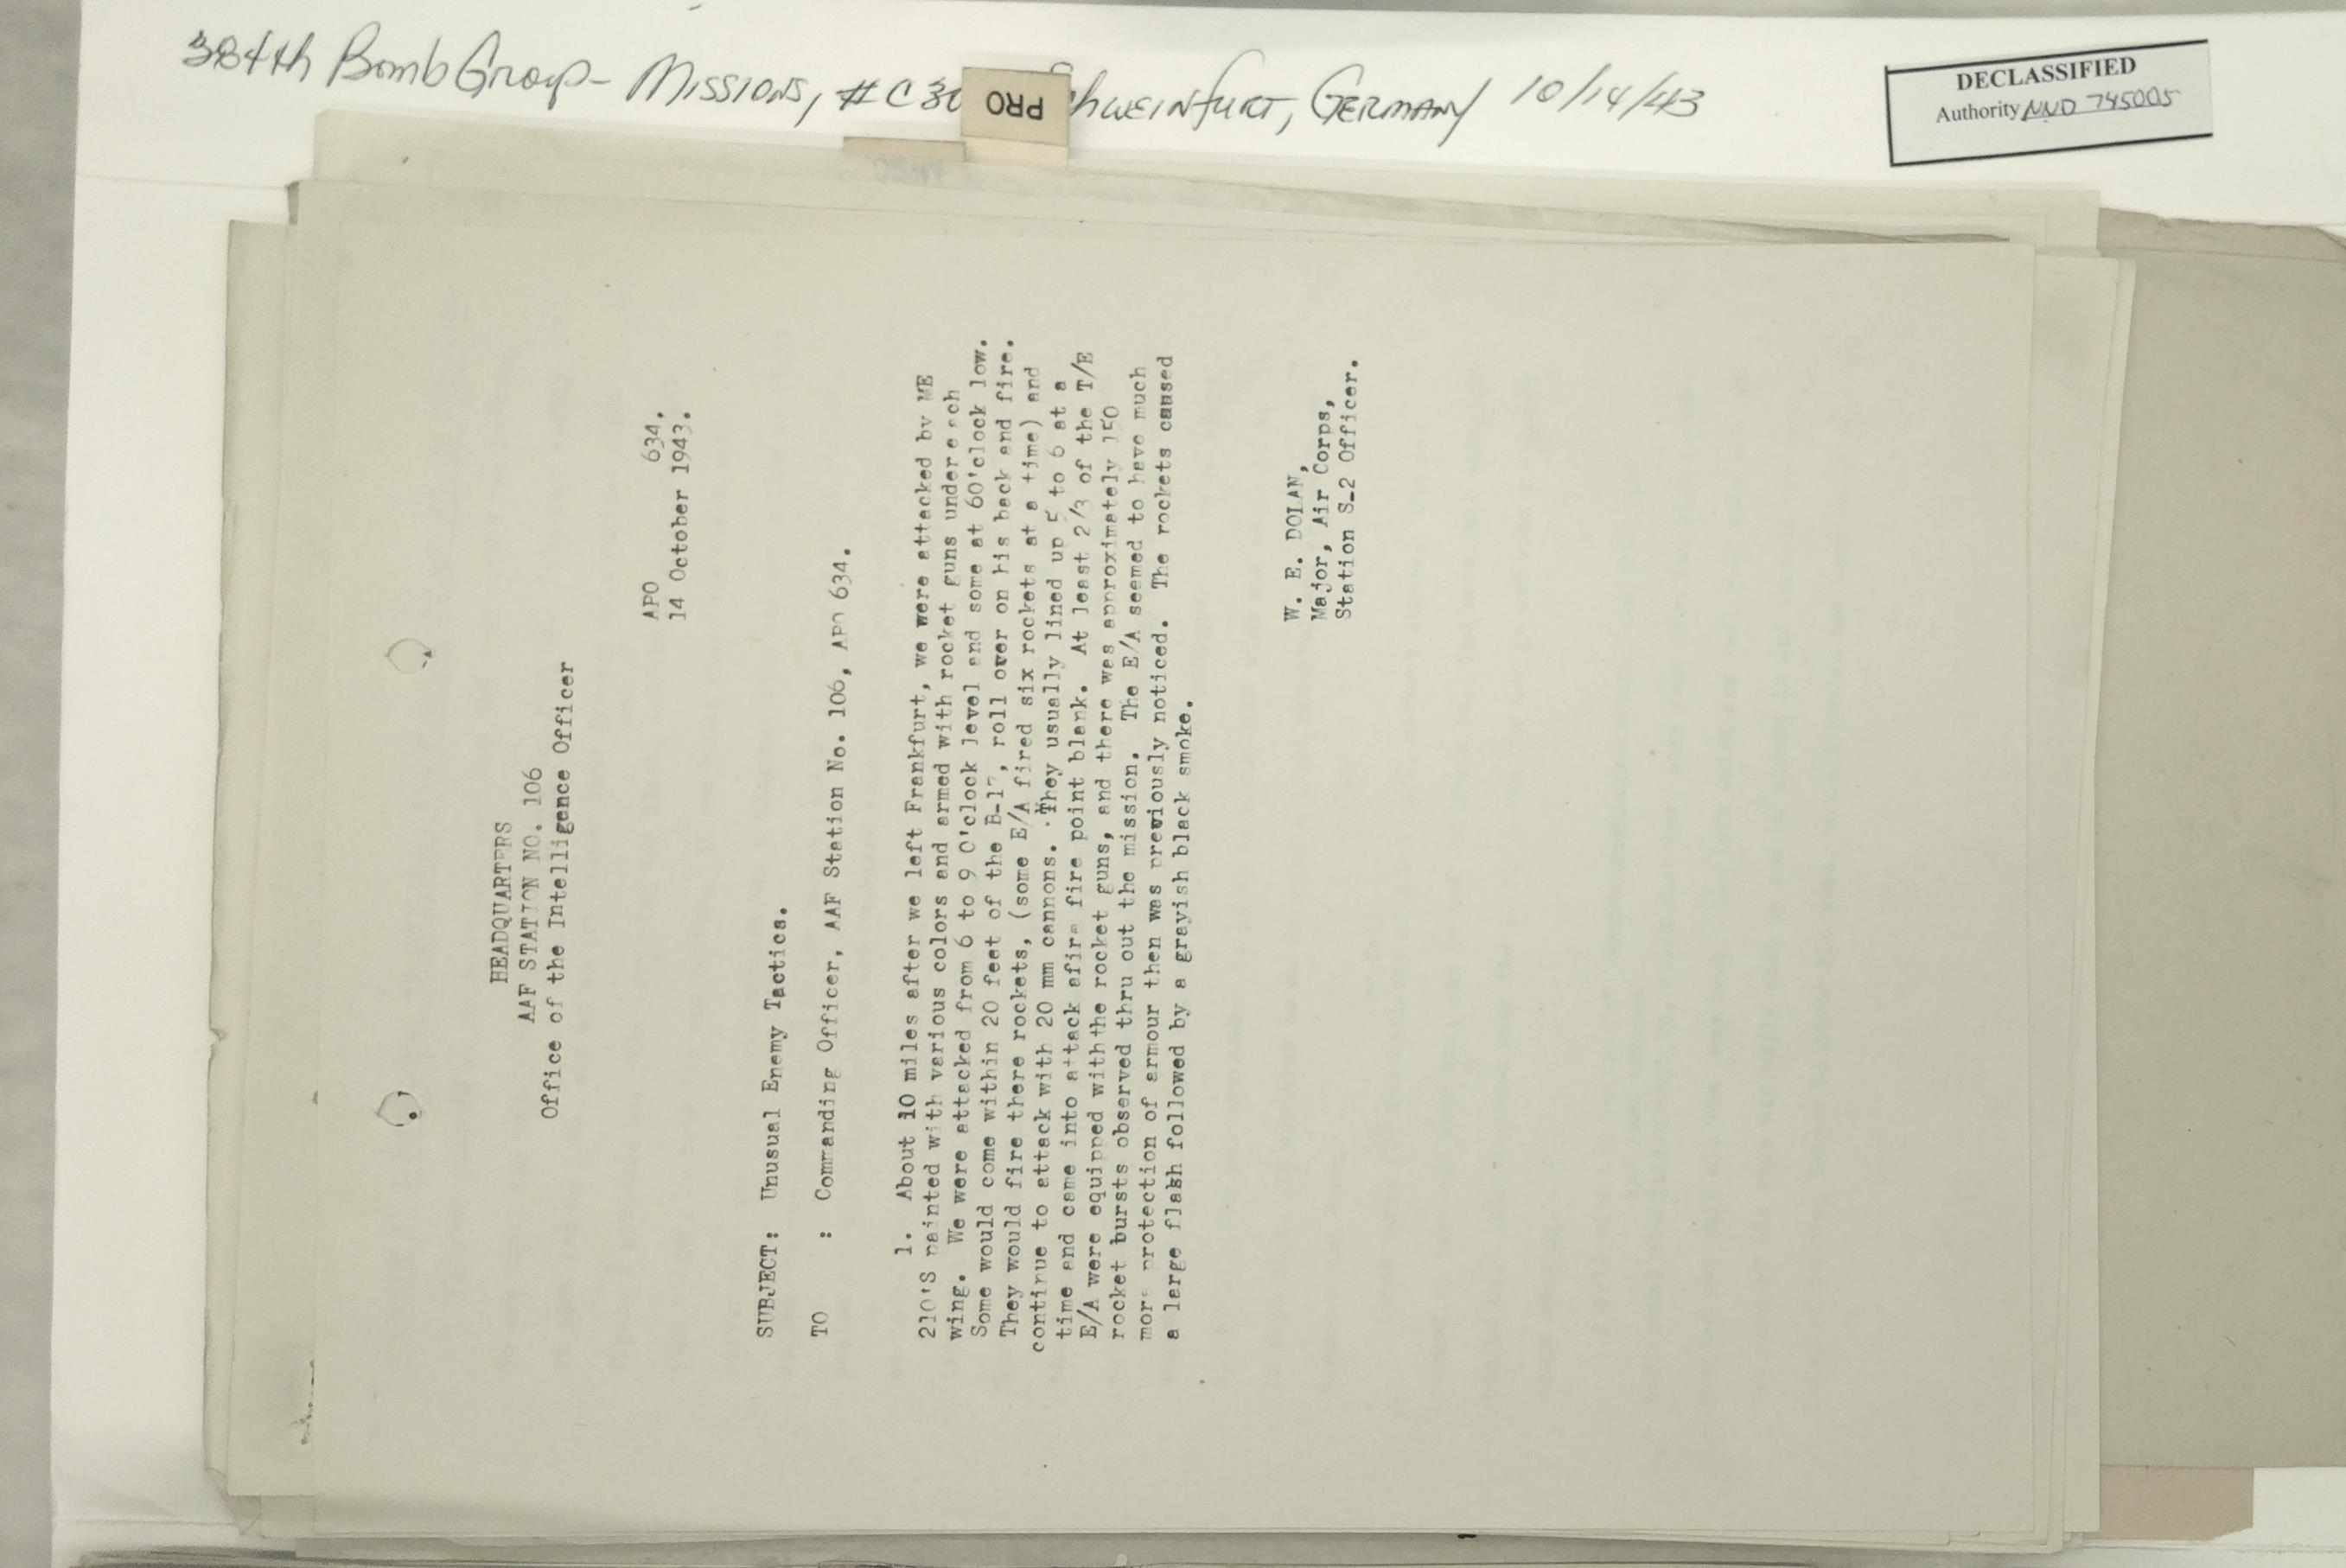 384th Bomb Group - Missions, #C30 chweinfurt, Germany 10/14/43
PRO
DECLASSIFIED
Authority NND 745005
HEADQUARTERS
AAF STATION NO. 106
Office of the Intelligence Officer
APO 634.
14 October 1943.
SUBJECT: Unusual Enemy Tactics.
TO : Commanding Officer, AAF Station No. 106, APO 634.
1. About 10 miles after we left Frankfurt, we were attacked by ME
210'S painted with various colors and armed with rocket guns under ech
wing. We were attacked from 6 to 9 O'clock level and some at 60'clock low.
Some would come within 20 feet of the B-17, roll over on his back and fire.
They would fire there rockets, (some E/A fired six rockets at a time) and
continue to attack with 20 mm cannons. They usually lined up 5 to 6 at a
time and came into attack afire fire point blank. At least 2/3 of the T/E
E/A were equipped with the rocket guns, and there was approximately 150
rocket bursts observed thru out the mission. The E/A seemed to have much
more protection of armour then was previously noticed. The rockets caused
a large flash followed by a grayish black smoke.
W. E. DOLAN,
Major, Air Corps,
Station S-2 Officer.